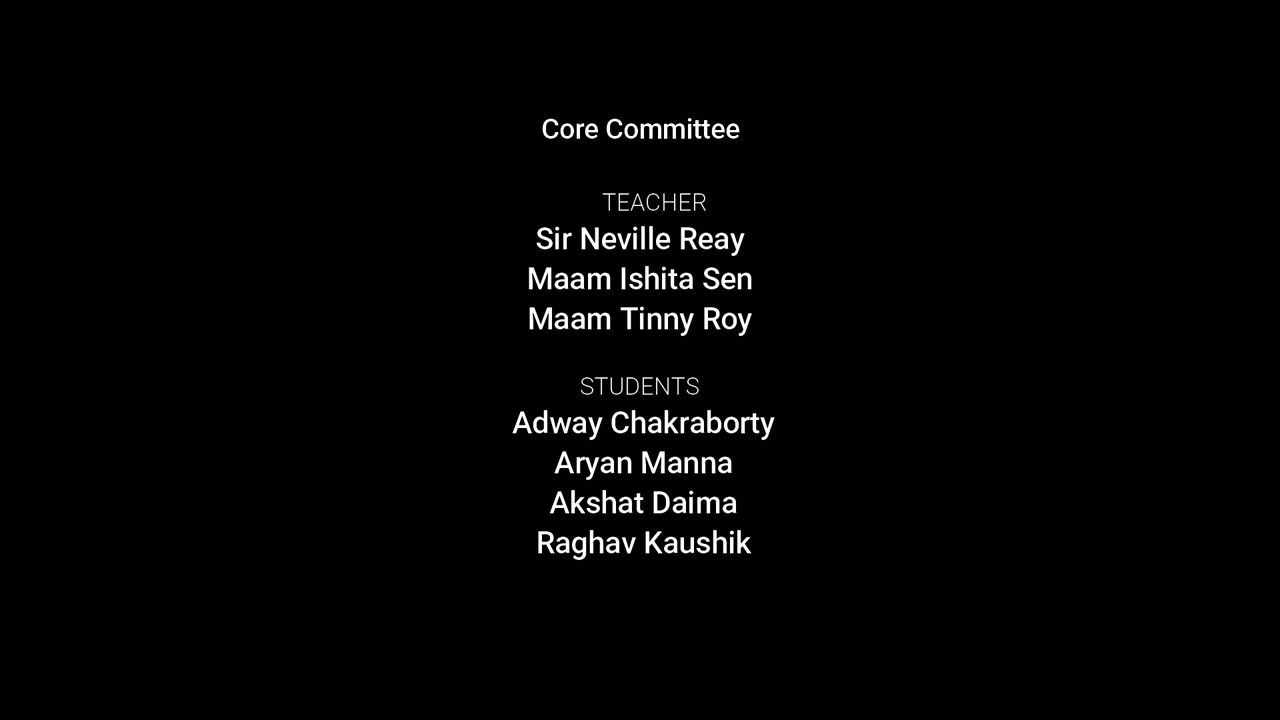 Core Committee
TEACHER
Sir Neville Reay
Maam Ishita Sen
Maam Tinny Roy
STUDENTS
Adway Chakraborty
Aryan Manna
Akshat Daima
Raghav Kaushik